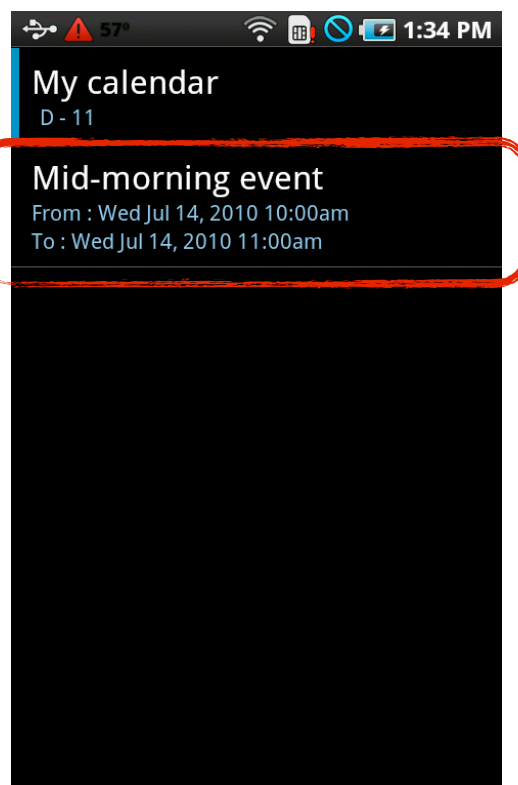 57° 1:34 PM
My calendar
D - 11
Mid-morning event
From : Wed Jul 14, 2010 10:00am
To : Wed Jul 14, 2010 11:00am